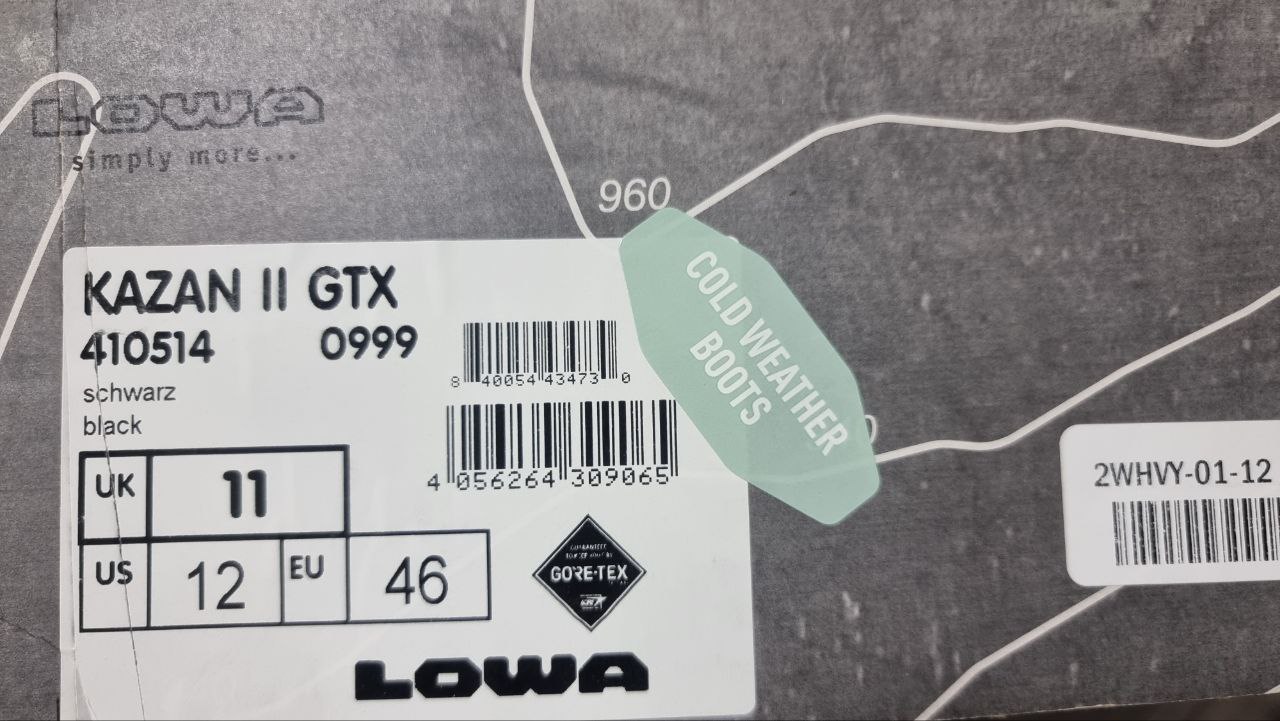 LOWA
simply more...
960
COLD WEATHER
BOOTS
KAZAN II GTX
410514 0999
schwarz
black
8 40054 43473 0
4 056264 309065
UK 11
US 12 EU 46
GUARANTEED
GORE-TEX
LOWA
2WHVY-01-12